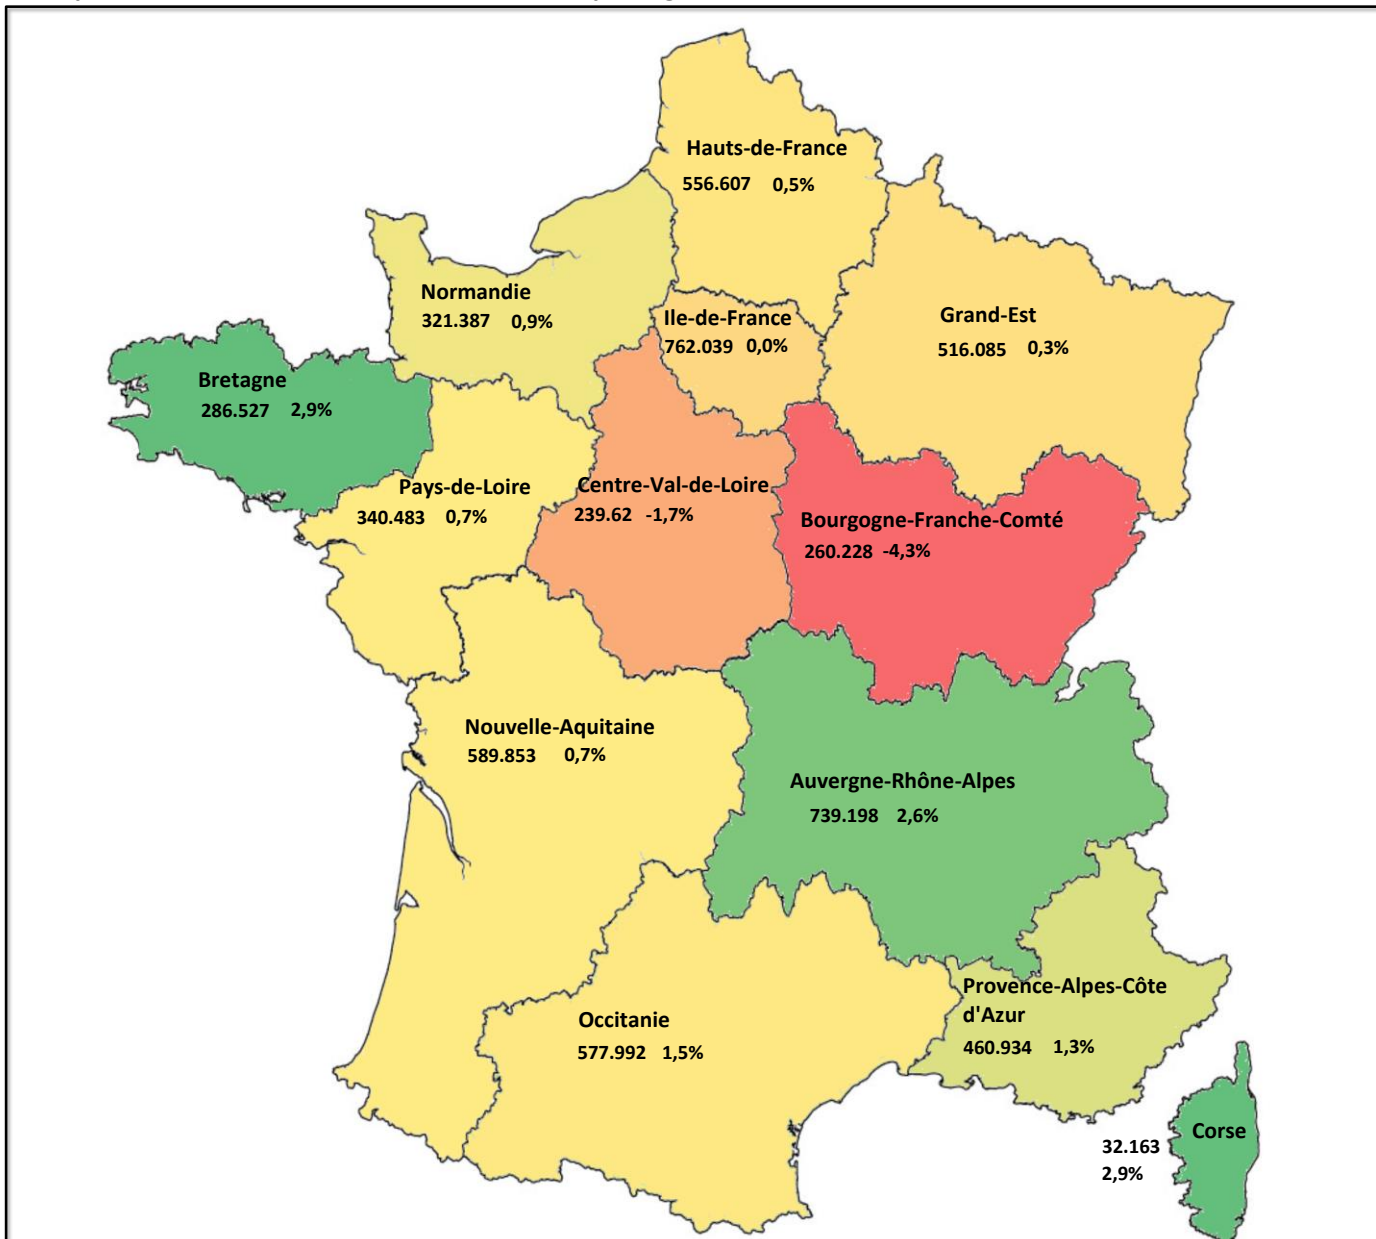 Hauts-de-France
556.607 0,5%
Normandie
321.387 0,9%
Ile-de-France
762.039 0,0%
Grand-Est
516.085 0,3%
Bretagne
286.527 2,9%
Pays-de-Loire
340.483 0,7%
Centre-Val-de-Loire
239.62 -1,7%
Bourgogne-Franche-Comté
260.228 -4,3%
Nouvelle-Aquitaine
589.853 0,7%
Auvergne-Rhône-Alpes
739.198 2,6%
Occitanie
577.992 1,5%
Provence-Alpes-Côte
d'Azur
460.934 1,3%
Corse
32.163
2,9%